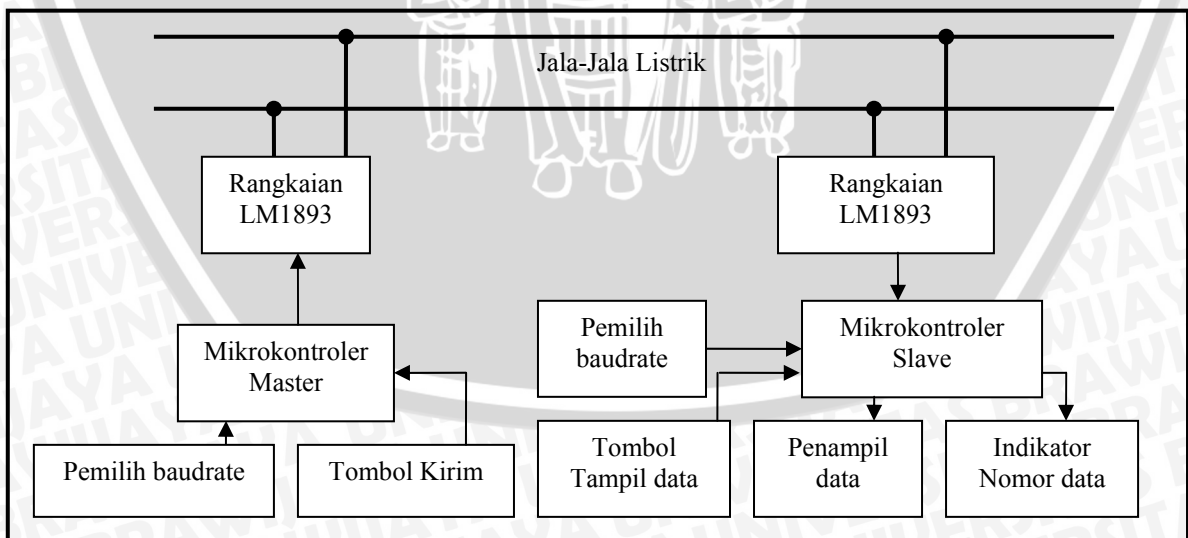 Jala-Jala Listrik
Rangkaian
LM1893
Rangkaian
LM1893
Mikrokontroler
Master
Pemilih baudrate
Tombol Kirim
Pemilih
baudrate
Mikrokontroler
Slave
Tombol
Tampil data
Penampil
data
Indikator
Nomor data